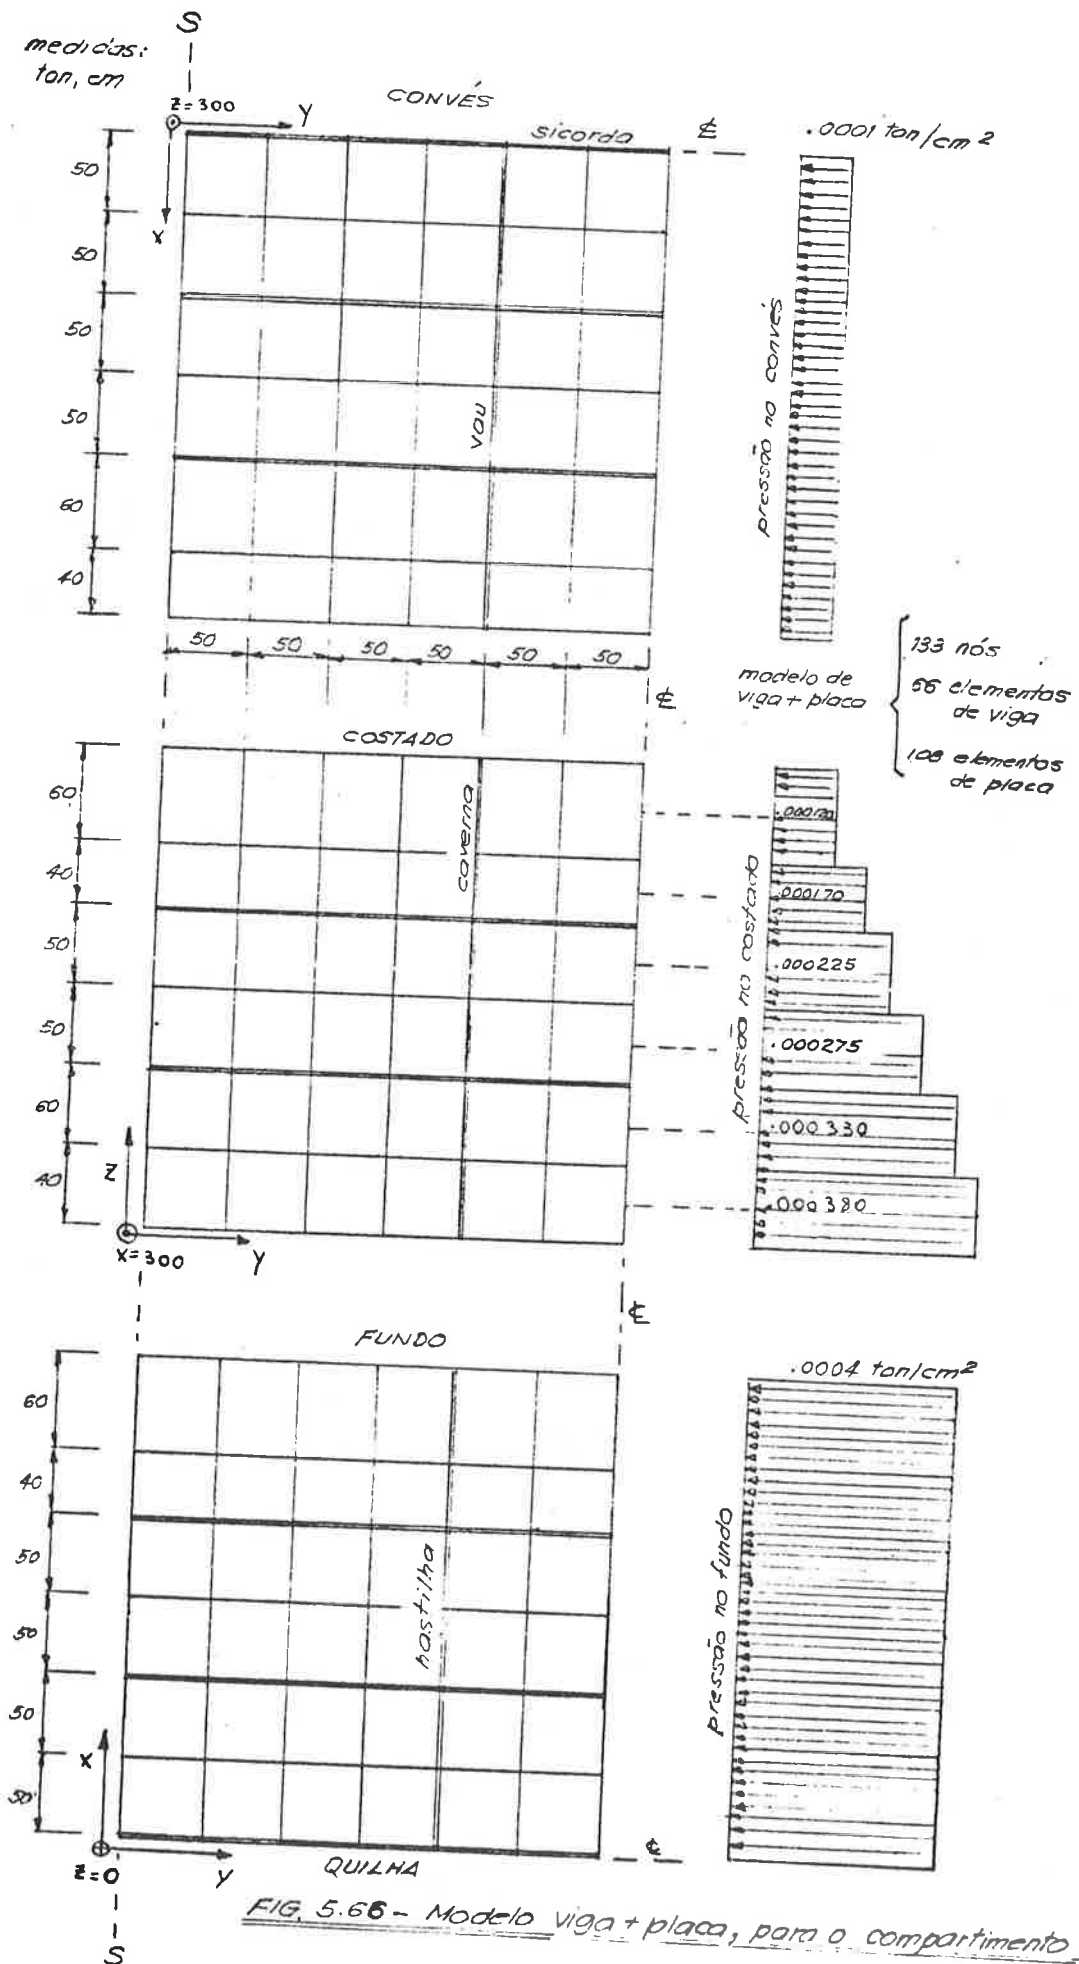 S
medidas:
ton, cm
CONVÉS
z=300
Y
sicorda
℄
.0001 ton/cm²
50
x
50
50
pressão no convés
50
vau
60
40
50 50 50 50 50 50
133 nós
modelo de
viga + placa
66 elementos
de viga
108 elementos
de placa
℄
COSTADO
60
caverna
40
.000170
50
pressão no costado
.000225
50
.000275
60
.000330
z
40
.000380
x=300
Y
℄
FUNDO
.0004 ton/cm²
60
40
50
hastilha
pressão no fundo
50
50
x
50
z=0
Y
QUILHA
℄
S
FIG. 5.66 - Modelo viga + placa, para o compartimento